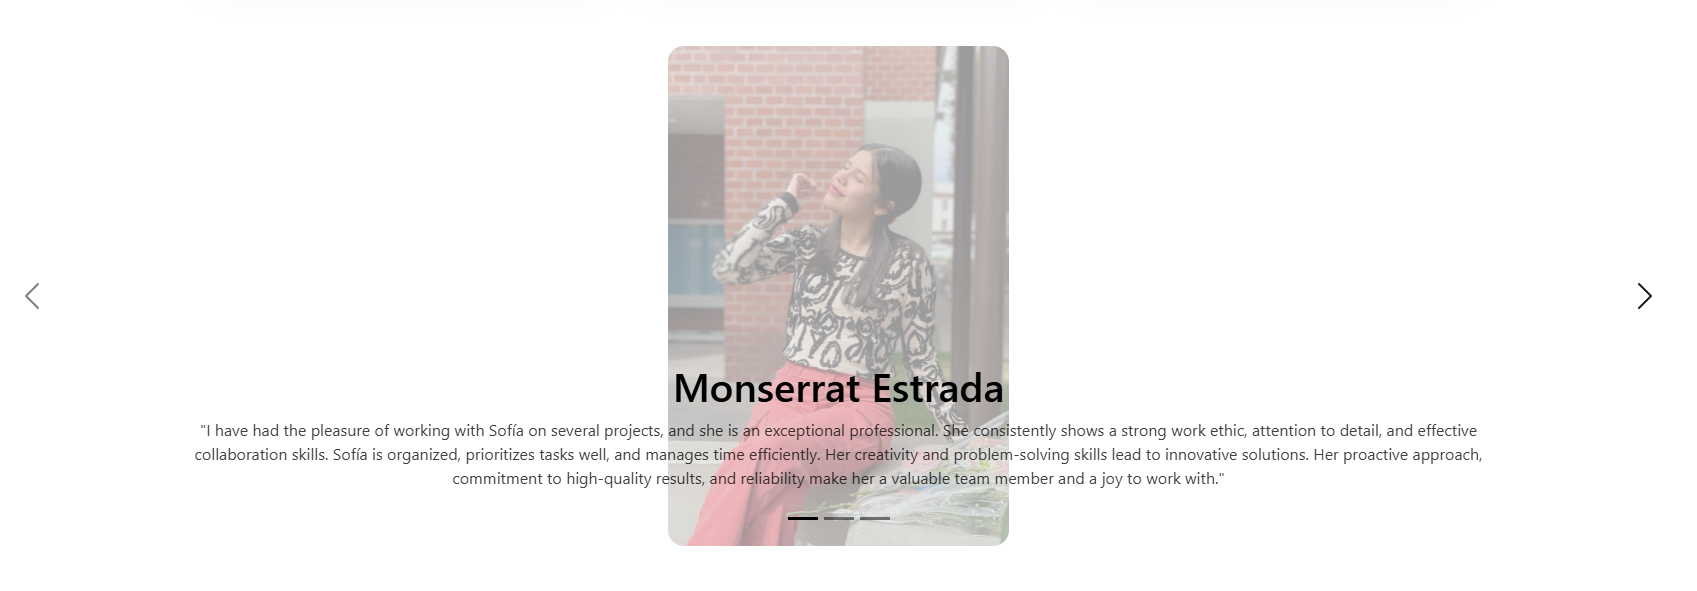 Monserrat Estrada
"I have had the pleasure of working with Sofía on several projects, and she is an exceptional professional. She consistently shows a strong work ethic, attention to detail, and effective
collaboration skills. Sofía is organized, prioritizes tasks well, and manages time efficiently. Her creativity and problem-solving skills lead to innovative solutions. Her proactive approach,
commitment to high-quality results, and reliability make her a valuable team member and a joy to work with."